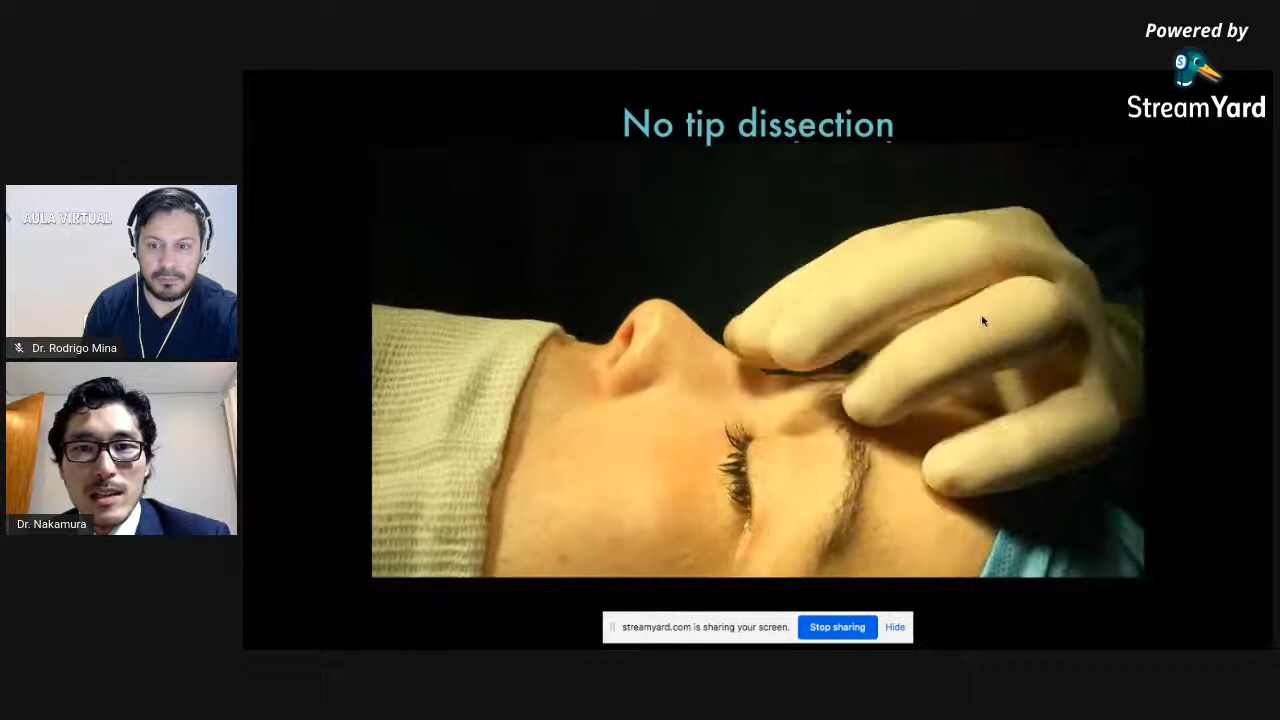 Powered by
StreamYard
No tip dissection
AULA VIRTUAL
Dr. Rodrigo Mina
Dr. Nakamura
streamyard.com is sharing your screen.
Stop sharing
Hide